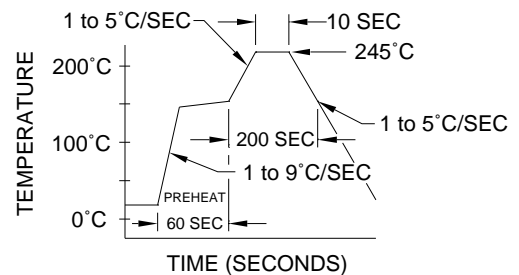 1 to 5˚C/SEC
10 SEC
245˚C
200˚C
1 to 5˚C/SEC
200 SEC
100˚C
1 to 9˚C/SEC
PREHEAT
0˚C
60 SEC
TEMPERATURE
TIME (SECONDS)